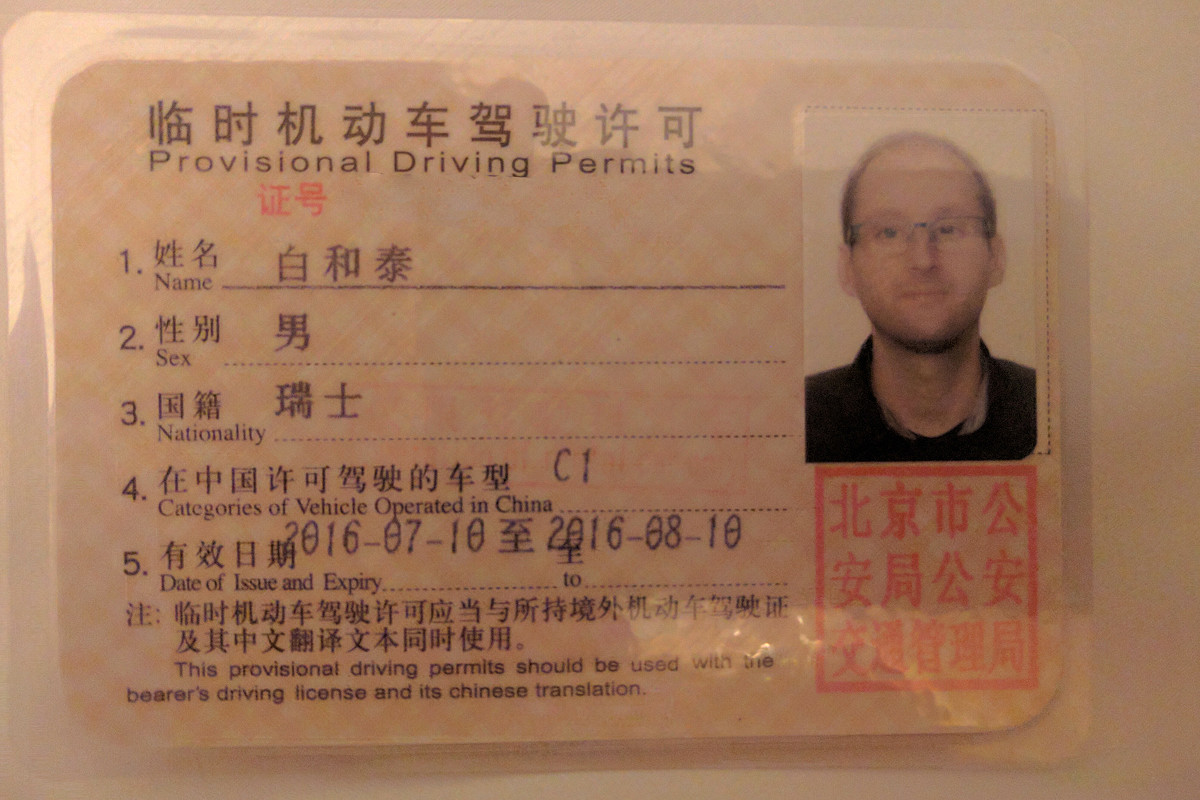 临时机动车驾驶许可
Provisional Driving Permits
证号
1. 姓名 白和泰
Name
2. 性别 男
Sex
3. 国籍 瑞士
Nationality
4. 在中国许可驾驶的车型 C1
Categories of Vehicle Operated in China
5. 有效日期 2016-07-10 至 2016-08-10
至
Date of Issue and Expiry to
注: 临时机动车驾驶许可应当与所持境外机动车驾驶证
及其中文翻译文本同时使用。
This provisional driving permits should be used with the
bearer's driving license and its chinese translation.
北京市公
安局公安
交通管理局